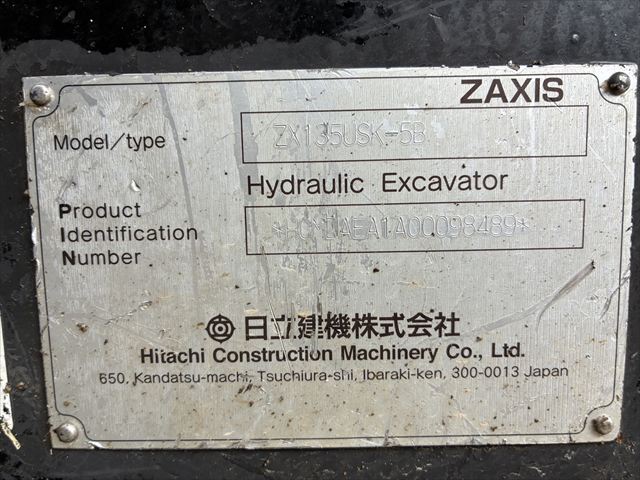 ZAXIS
Model/type ZX135USK-5B
Hydraulic Excavator
Product
Identification
Number
日立建機株式会社
Hitachi Construction Machinery Co., Ltd.
650, Kandatsu-machi, Tsuchiura-shi, Ibaraki-ken, 300-0013 Japan